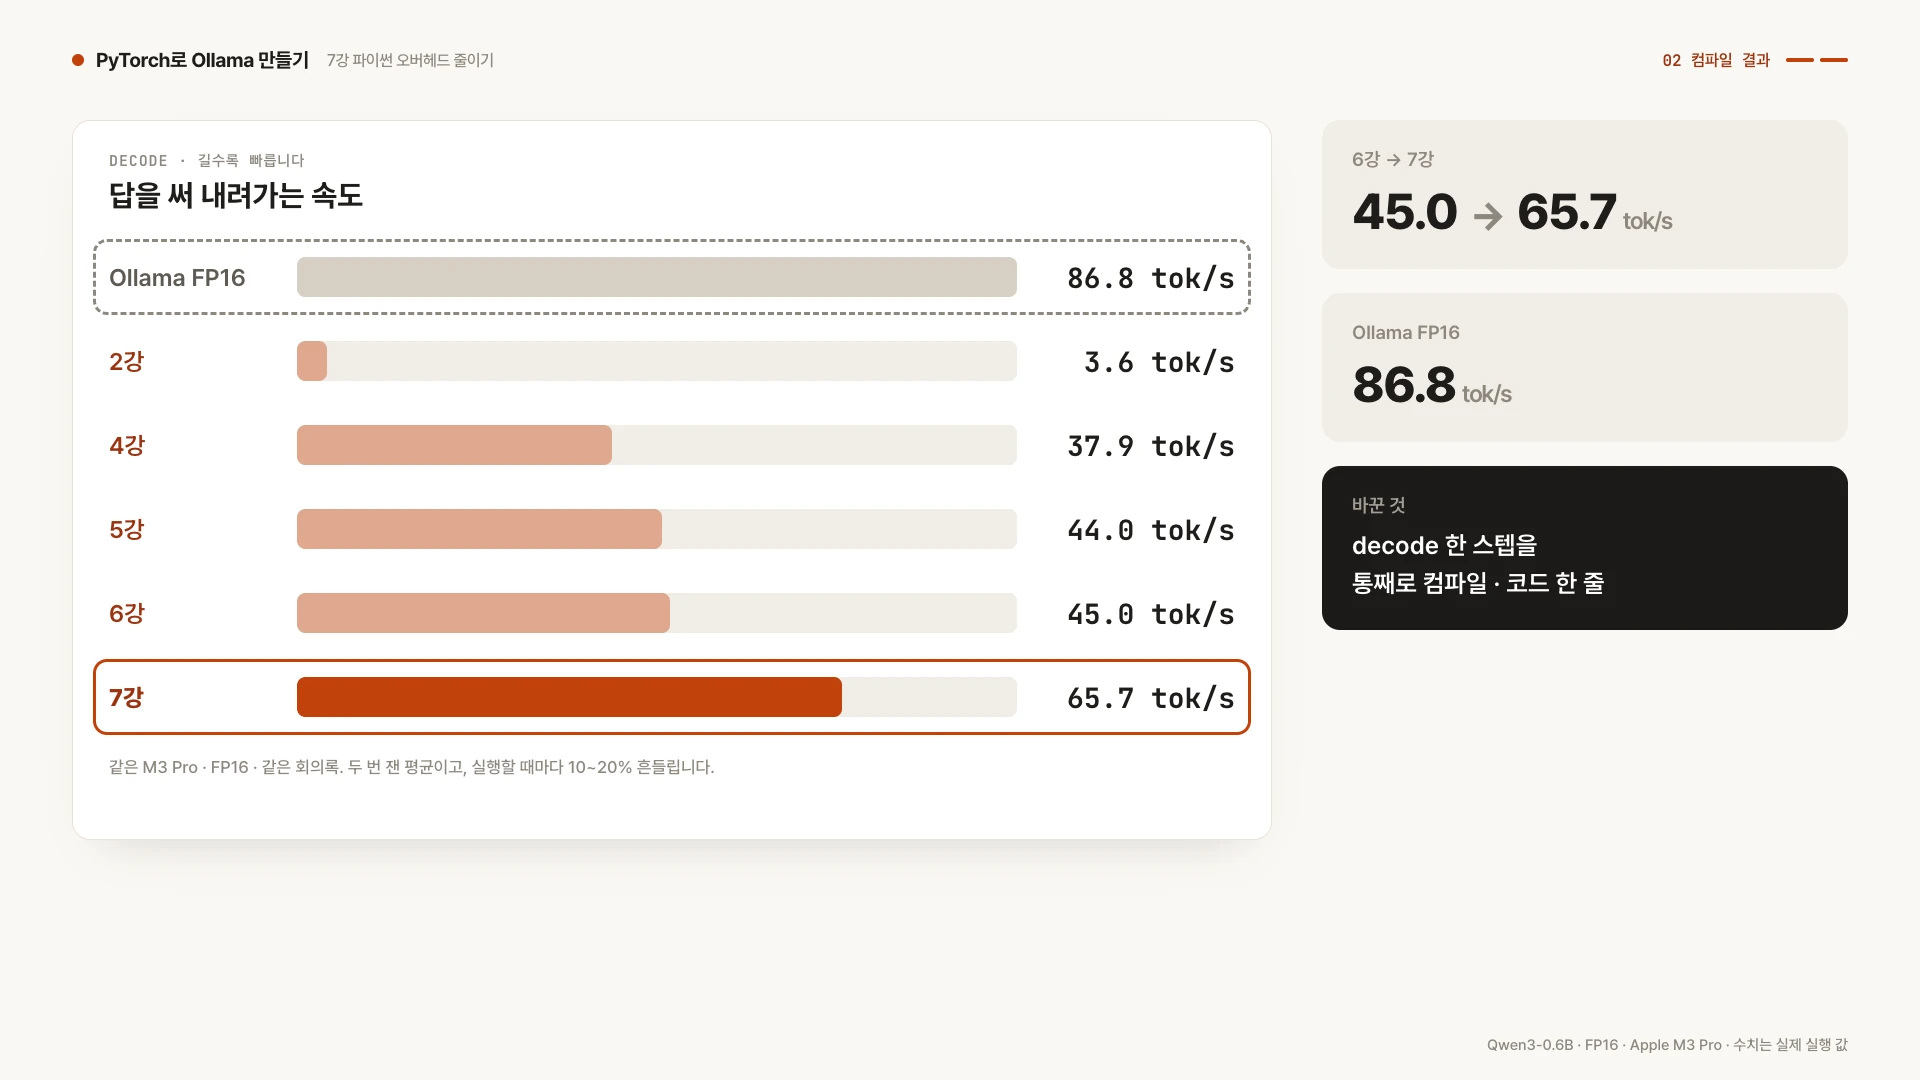 PyTorch로 Ollama 만들기 7강 파이썬 오버헤드 줄이기
02 컴파일 결과
DECODE · 길수록 빠릅니다
답을 써 내려가는 속도
Ollama FP16 86.8 tok/s
2강 3.6 tok/s
4강 37.9 tok/s
5강 44.0 tok/s
6강 45.0 tok/s
7강 65.7 tok/s
같은 M3 Pro · FP16 · 같은 회의록. 두 번 잰 평균이고, 실행할 때마다 10~20% 흔들립니다.
6강 → 7강
45.0 → 65.7 tok/s
Ollama FP16
86.8 tok/s
바꾼 것
decode 한 스텝을
통째로 컴파일 · 코드 한 줄
Qwen3-0.6B · FP16 · Apple M3 Pro · 수치는 실제 실행 값